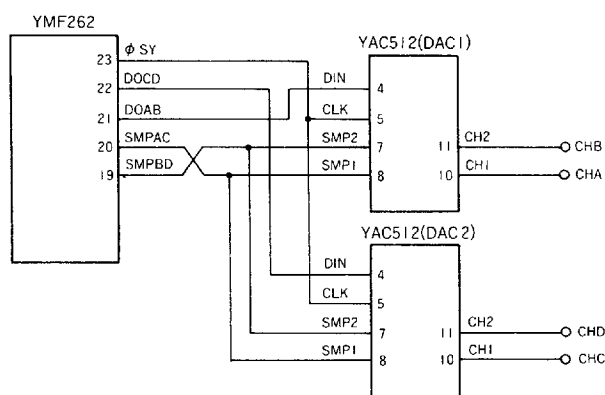 YMF262
23 φSY
22 DOCD
21 DOAB
20 SMPAC
19 SMPBD
YAC512(DAC1)
DIN 4
CLK 5
SMP2 7
SMP1 8
11 CH2 CHB
10 CH1 CHA
YAC512(DAC2)
DIN 4
CLK 5
SMP2 7
SMP1 8
11 CH2 CHD
10 CH1 CHC